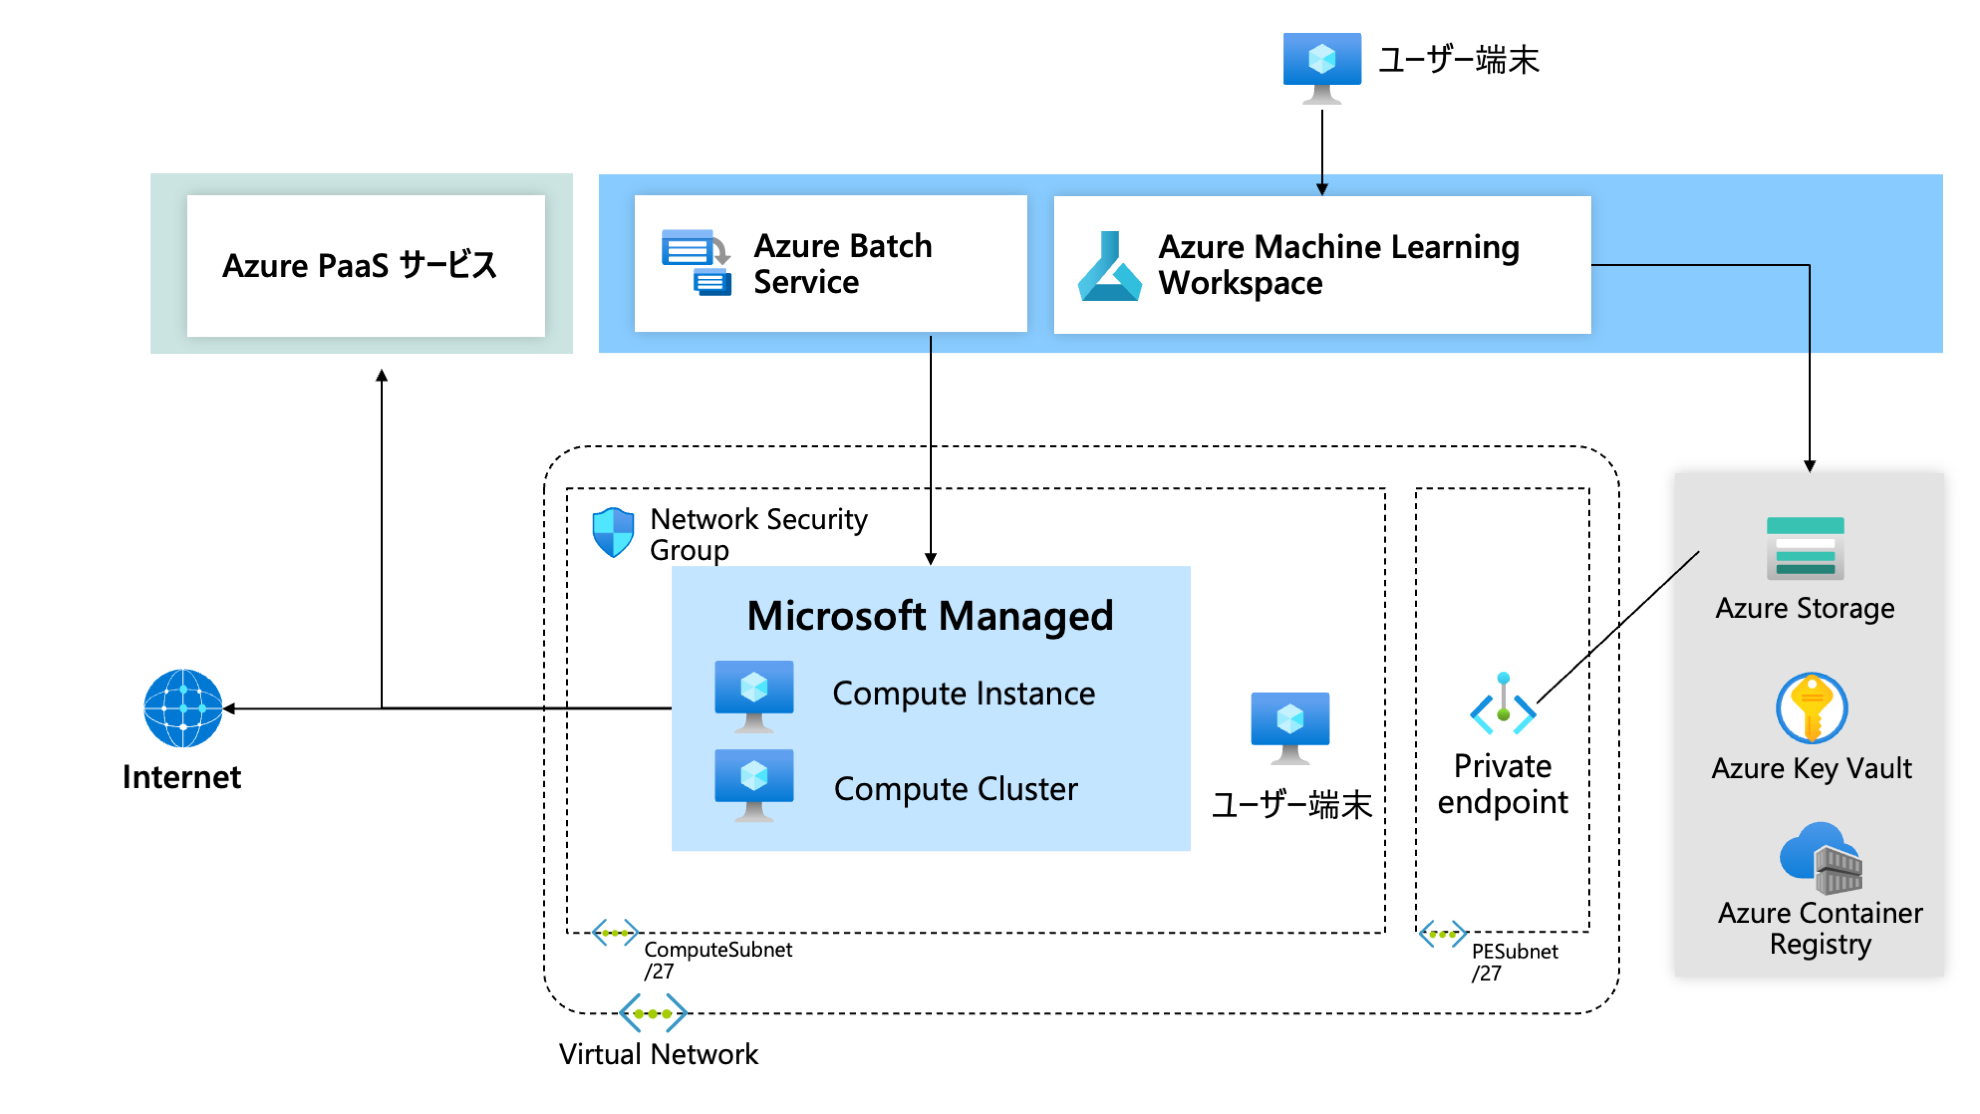 ユーザー端末
Azure PaaS サービス
Azure Batch
Service
Azure Machine Learning
Workspace
Network Security
Group
Microsoft Managed
Compute Instance
Compute Cluster
ユーザー端末
Private
endpoint
Azure Storage
Azure Key Vault
Azure Container
Registry
Internet
ComputeSubnet
/27
PESubnet
/27
Virtual Network